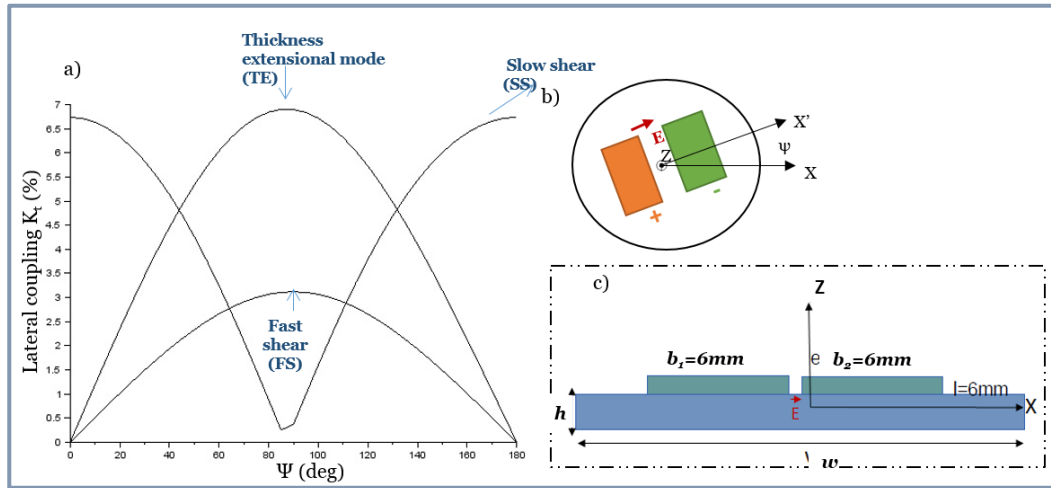 a)
Thickness
extensional mode
(TE)
Slow shear
(SS)
Lateral coupling Kt (%)
7
6.5
6
5.5
5
4.5
4
3.5
3
2.5
2
1.5
1
0.5
0
Fast
shear
(FS)
0 20 40 60 80 100 120 140 160 180
Ψ (deg)
b)
E
X'
Z
Ψ
X
+
-
c)
Z
e
b1=6mm b2=6mm
l=6mm
h
E
X
w